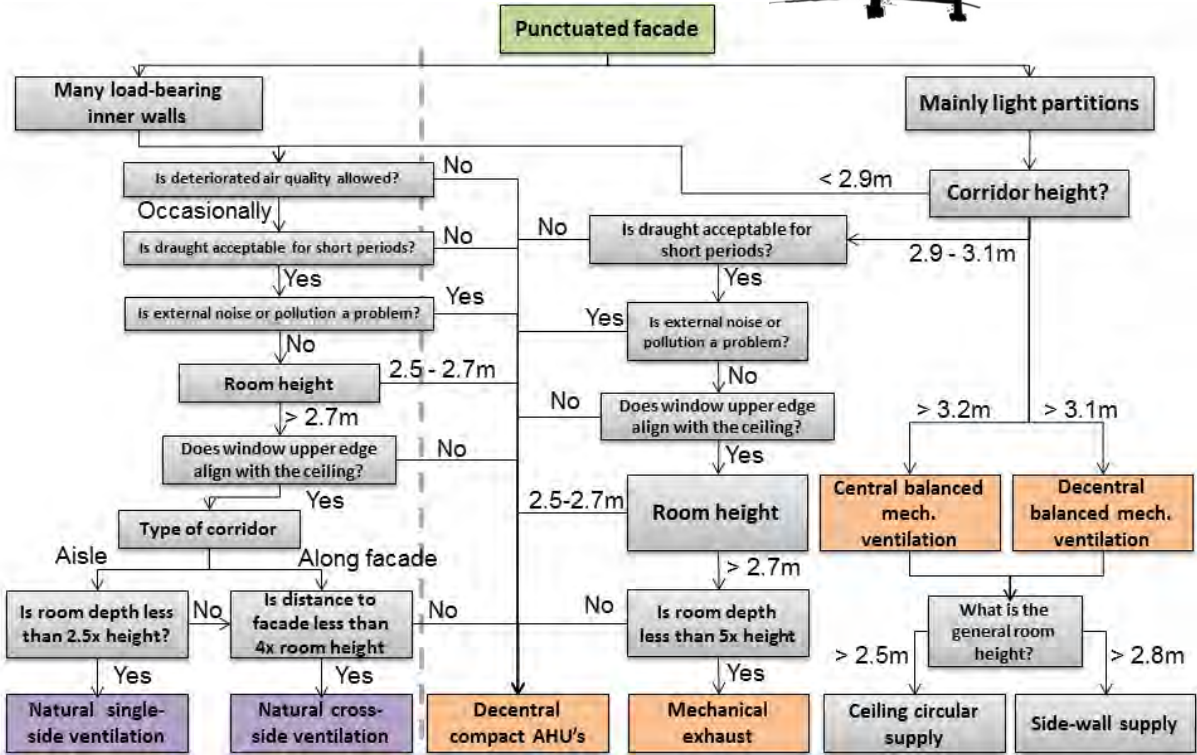 Punctuated facade
Many load-bearing
inner walls
Mainly light partitions
Is deteriorated air quality allowed?
No
< 2.9m
Corridor height?
Occasionally
Is draught acceptable for short periods?
No
No
Is draught acceptable for
short periods?
2.9 - 3.1m
Yes
Yes
Is external noise or pollution a problem?
Yes
Yes
Is external noise or
pollution a problem?
No
No
Room height
2.5 - 2.7m
No
Does window upper edge
align with the ceiling?
> 3.2m
> 3.1m
> 2.7m
Does window upper edge
align with the ceiling?
No
Yes
Yes
2.5-2.7m
Room height
Central balanced
mech.
ventilation
Decentral
balanced mech.
ventilation
Type of corridor
Aisle
Along facade
> 2.7m
Is room depth less
than 2.5x height?
No
Is distance to
facade less than
4x room height
No
No
Is room depth
less than 5x height
What is the
general room
height?
> 2.5m
> 2.8m
Yes
Yes
Yes
Natural single-
side ventilation
Natural cross-
side ventilation
Decentral
compact AHU's
Mechanical
exhaust
Ceiling circular
supply
Side-wall supply